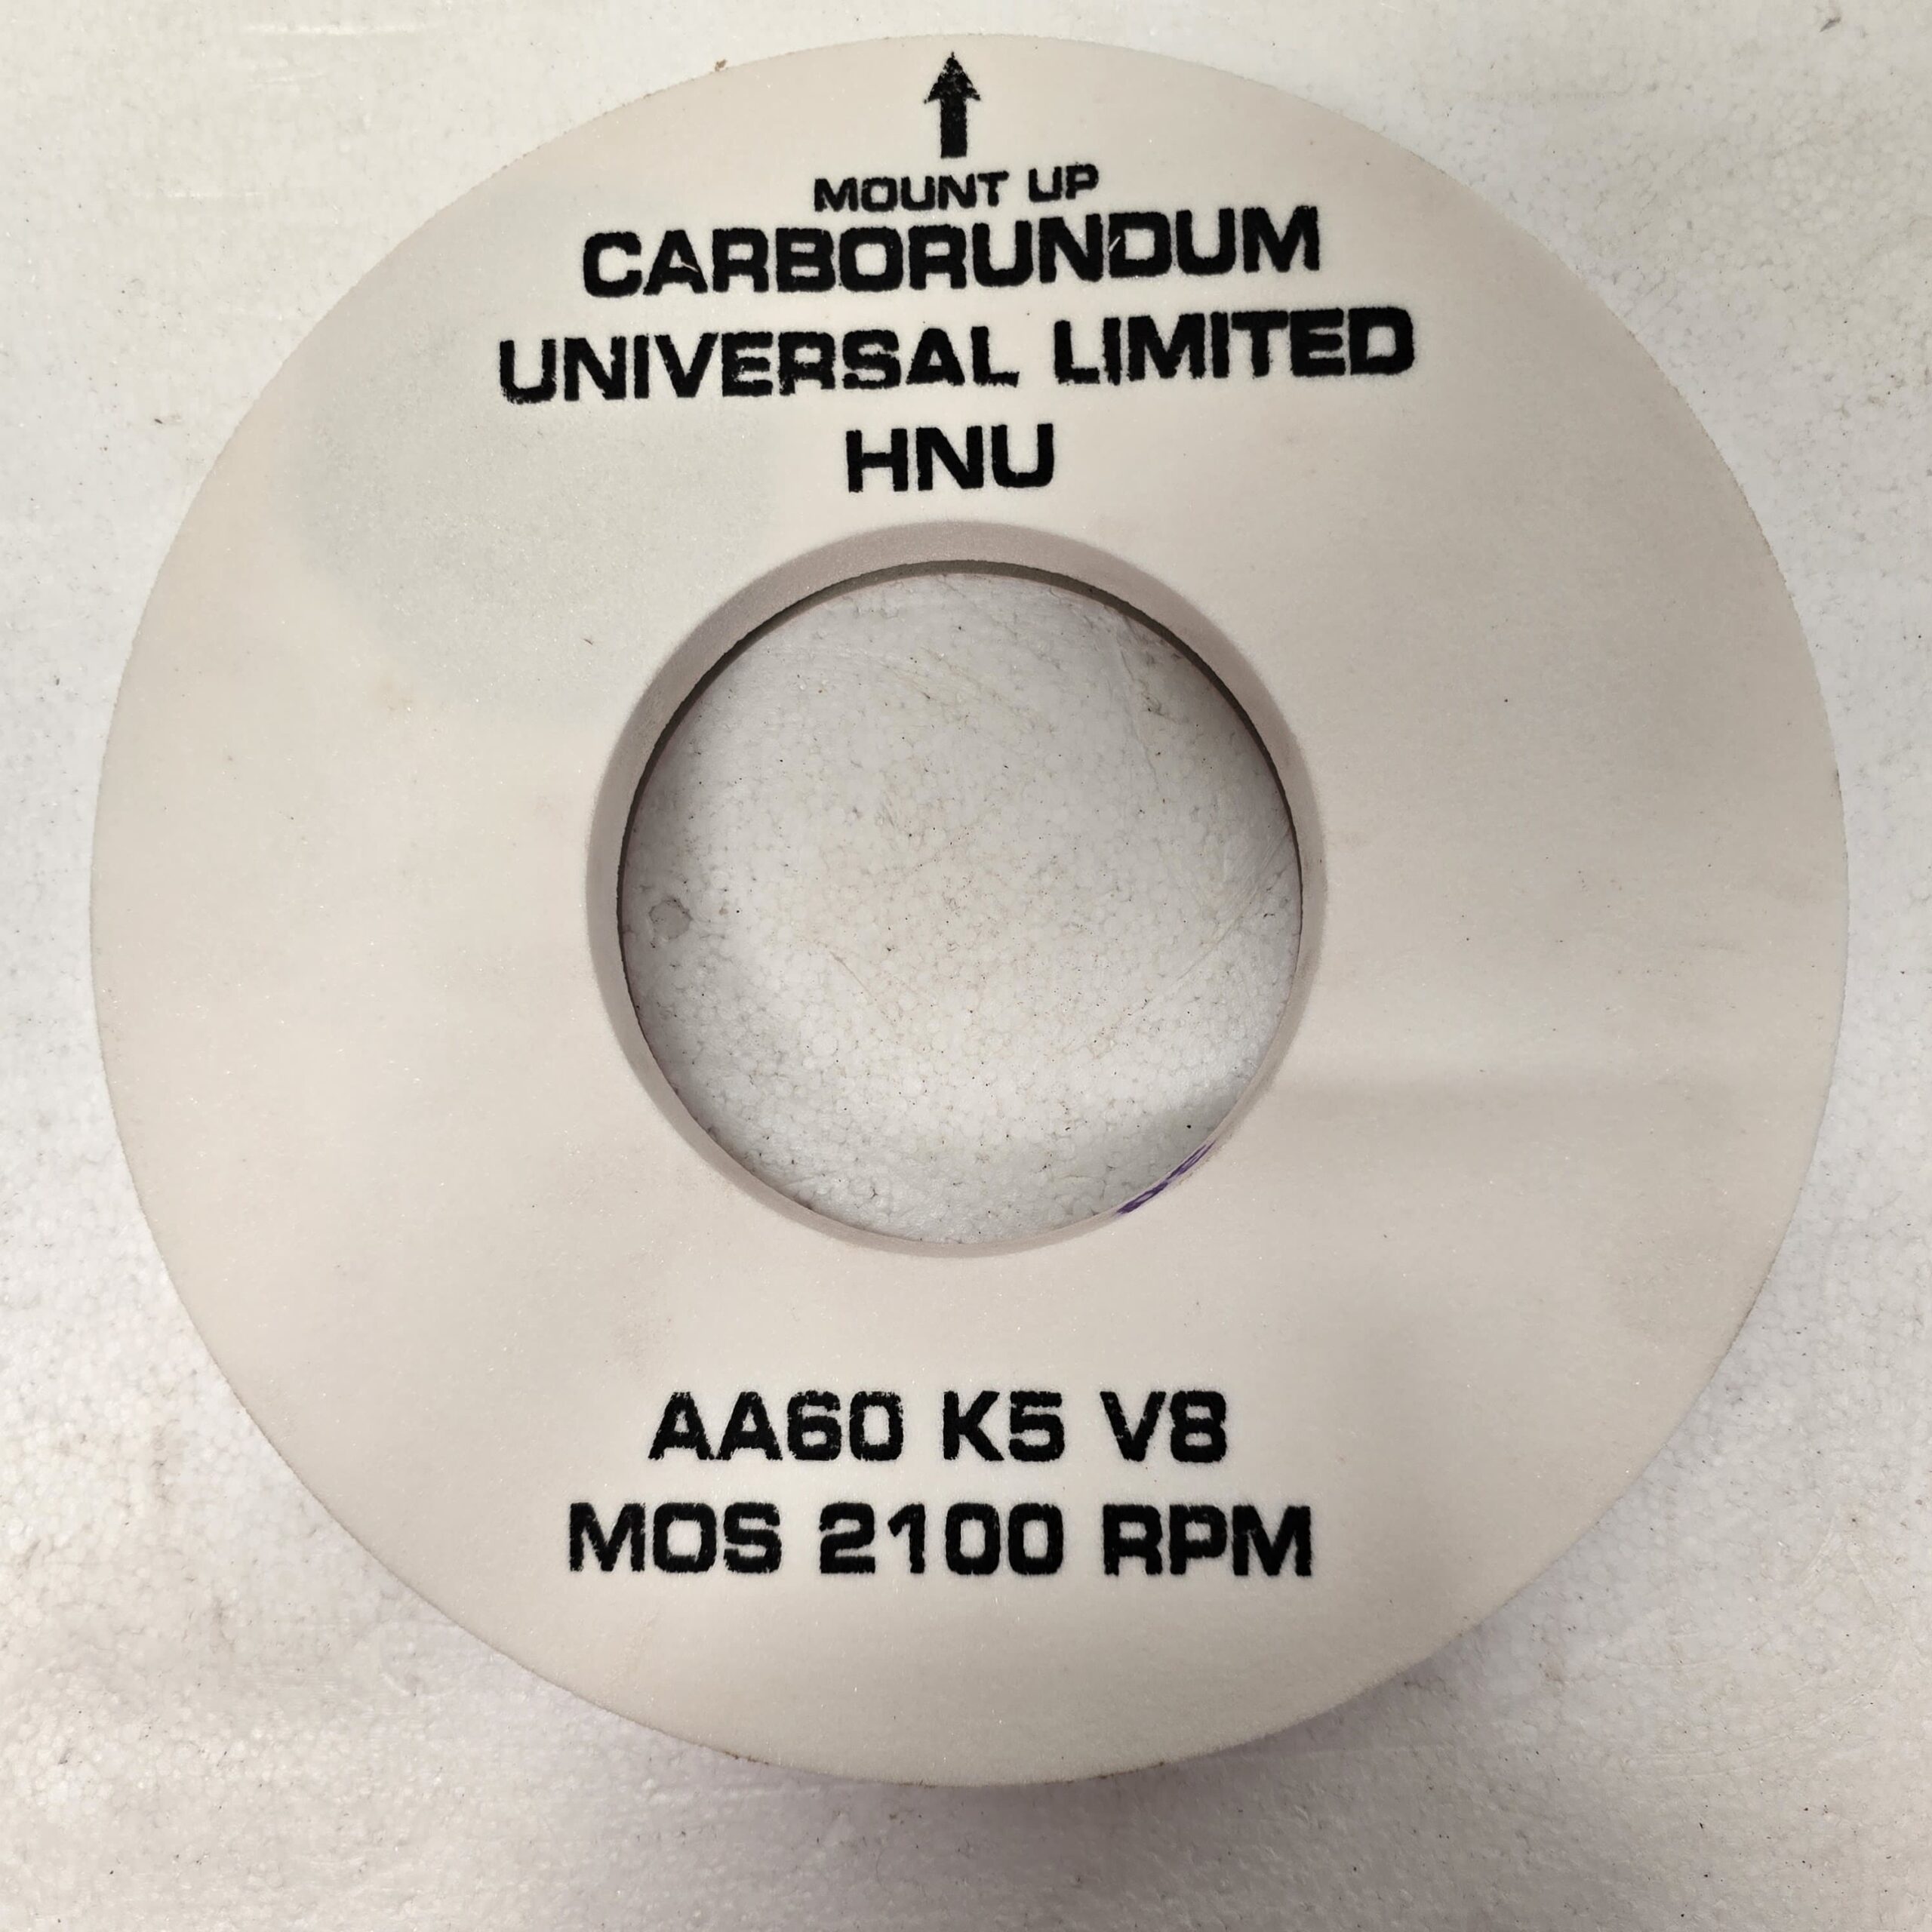 MOUNT UP
CARBORUNDUM
UNIVERSAL LIMITED
HNU
AA60 K5 V8
MOS 2100 RPM